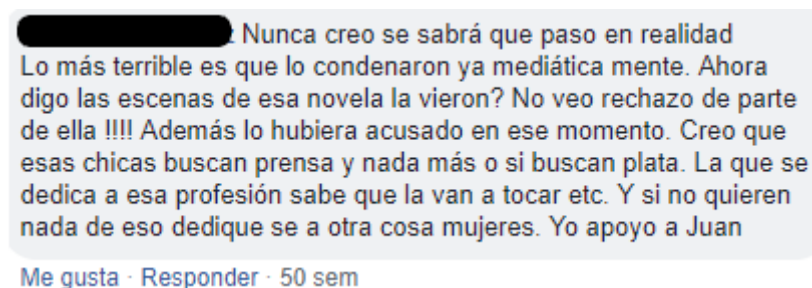 : Nunca creo se sabrá que paso en realidad
Lo más terrible es que lo condenaron ya mediática mente. Ahora
digo las escenas de esa novela la vieron? No veo rechazo de parte
de ella !!!! Además lo hubiera acusado en ese momento. Creo que
esas chicas buscan prensa y nada más o si buscan plata. La que se
dedica a esa profesión sabe que la van a tocar etc. Y si no quieren
nada de eso dedique se a otra cosa mujeres. Yo apoyo a Juan
Me gusta · Responder · 50 sem